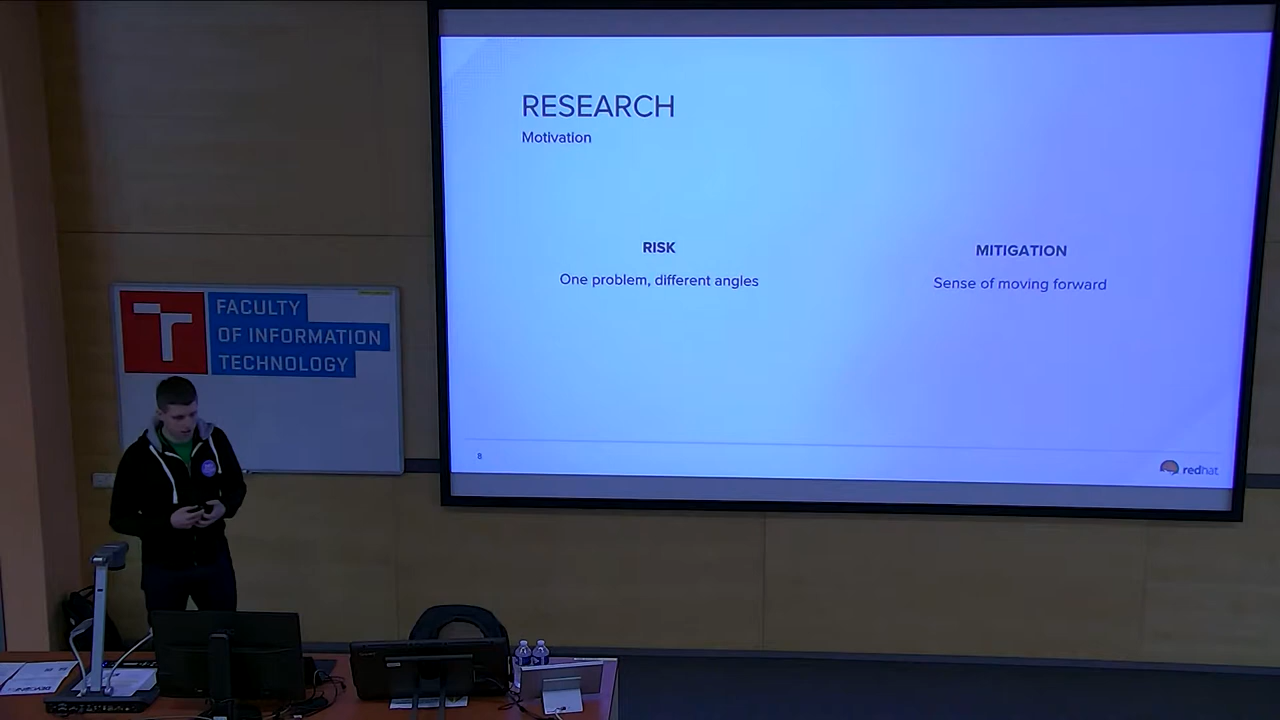 RESEARCH
Motivation
RISK
MITIGATION
One problem, different angles
Sense of moving forward
8
redhat
FACULTY
OF INFORMATION
TECHNOLOGY